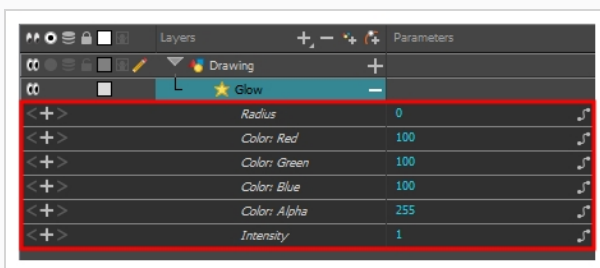 Layers Parameters
Drawing
Glow
Radius 0
Color: Red 100
Color: Green 100
Color: Blue 100
Color: Alpha 255
Intensity 1